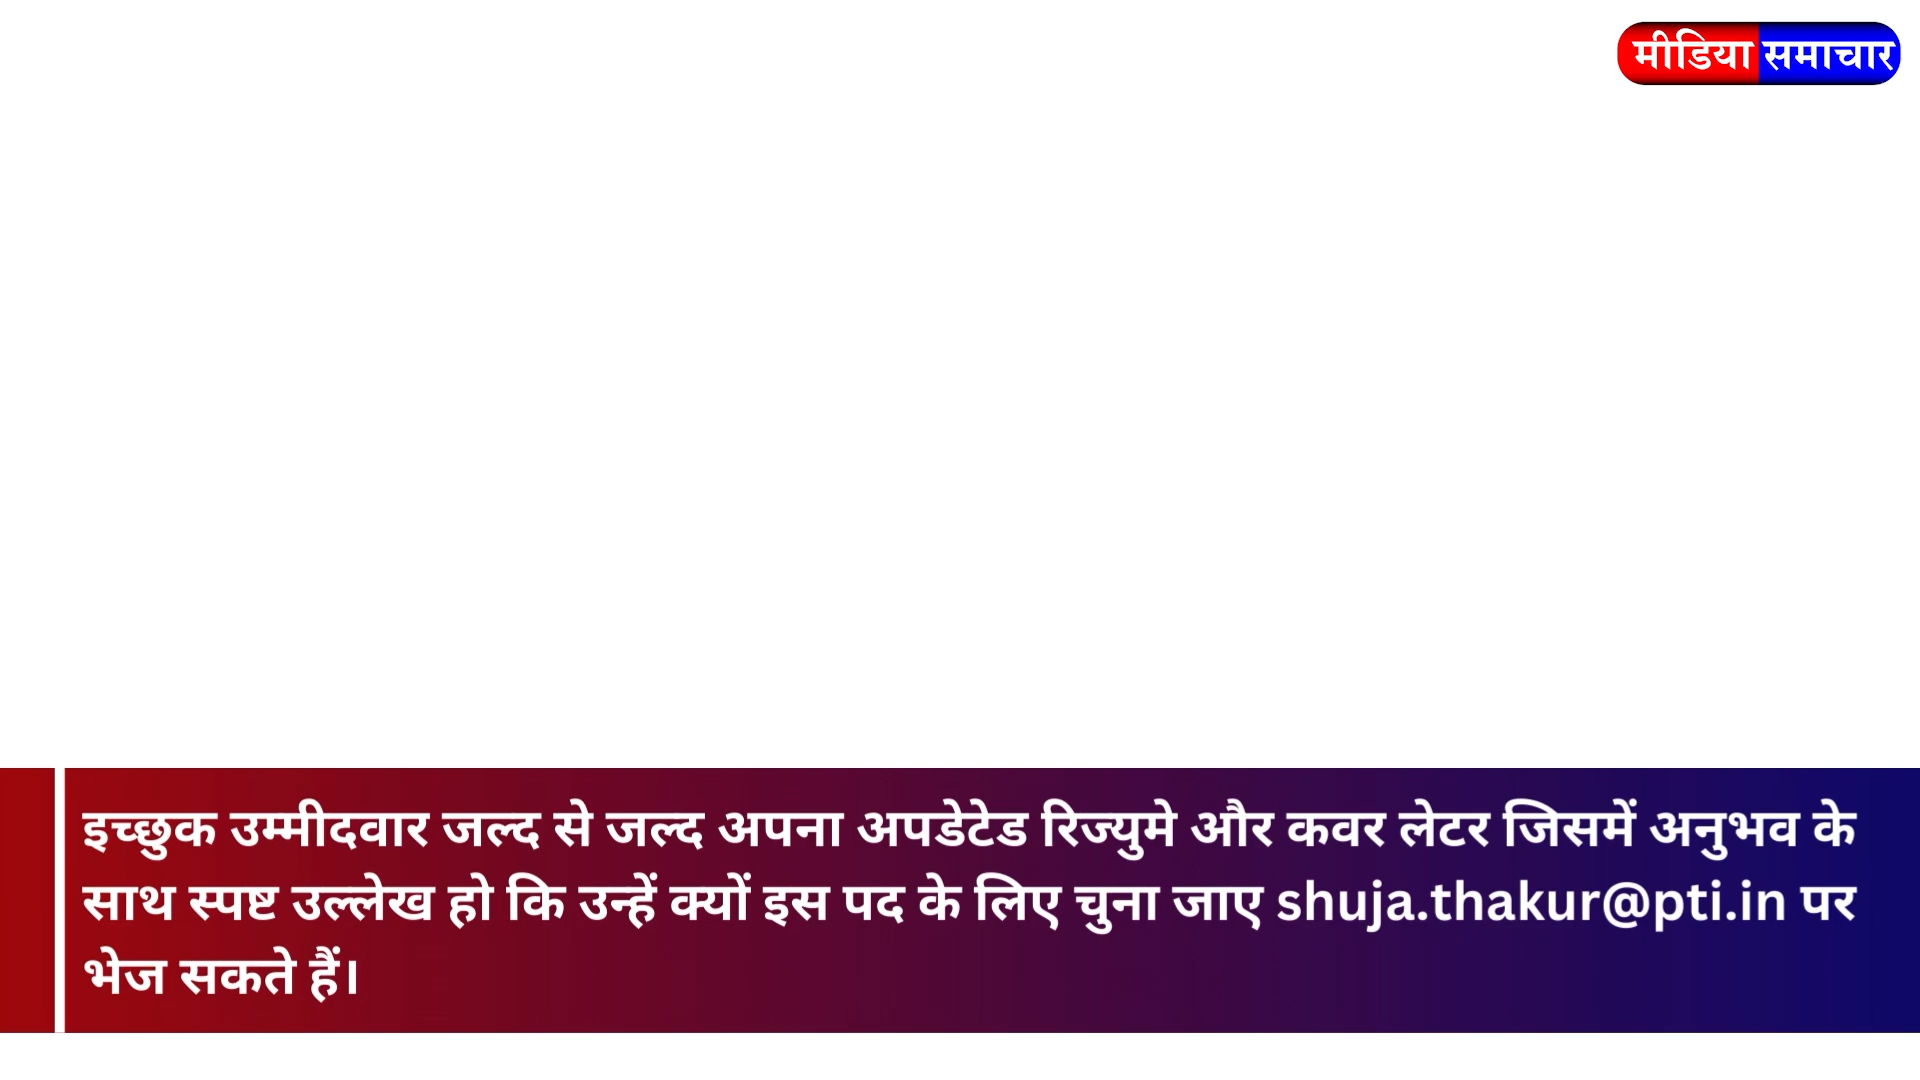 मीडिया समाचार
इच्छुक उम्मीदवार जल्द से जल्द अपना अपडेटेड रिज्युमे और कवर लेटर जिसमें अनुभव के
साथ स्पष्ट उल्लेख हो कि उन्हें क्यों इस पद के लिए चुना जाए shuja.thakur@pti.in पर
भेज सकते हैं।